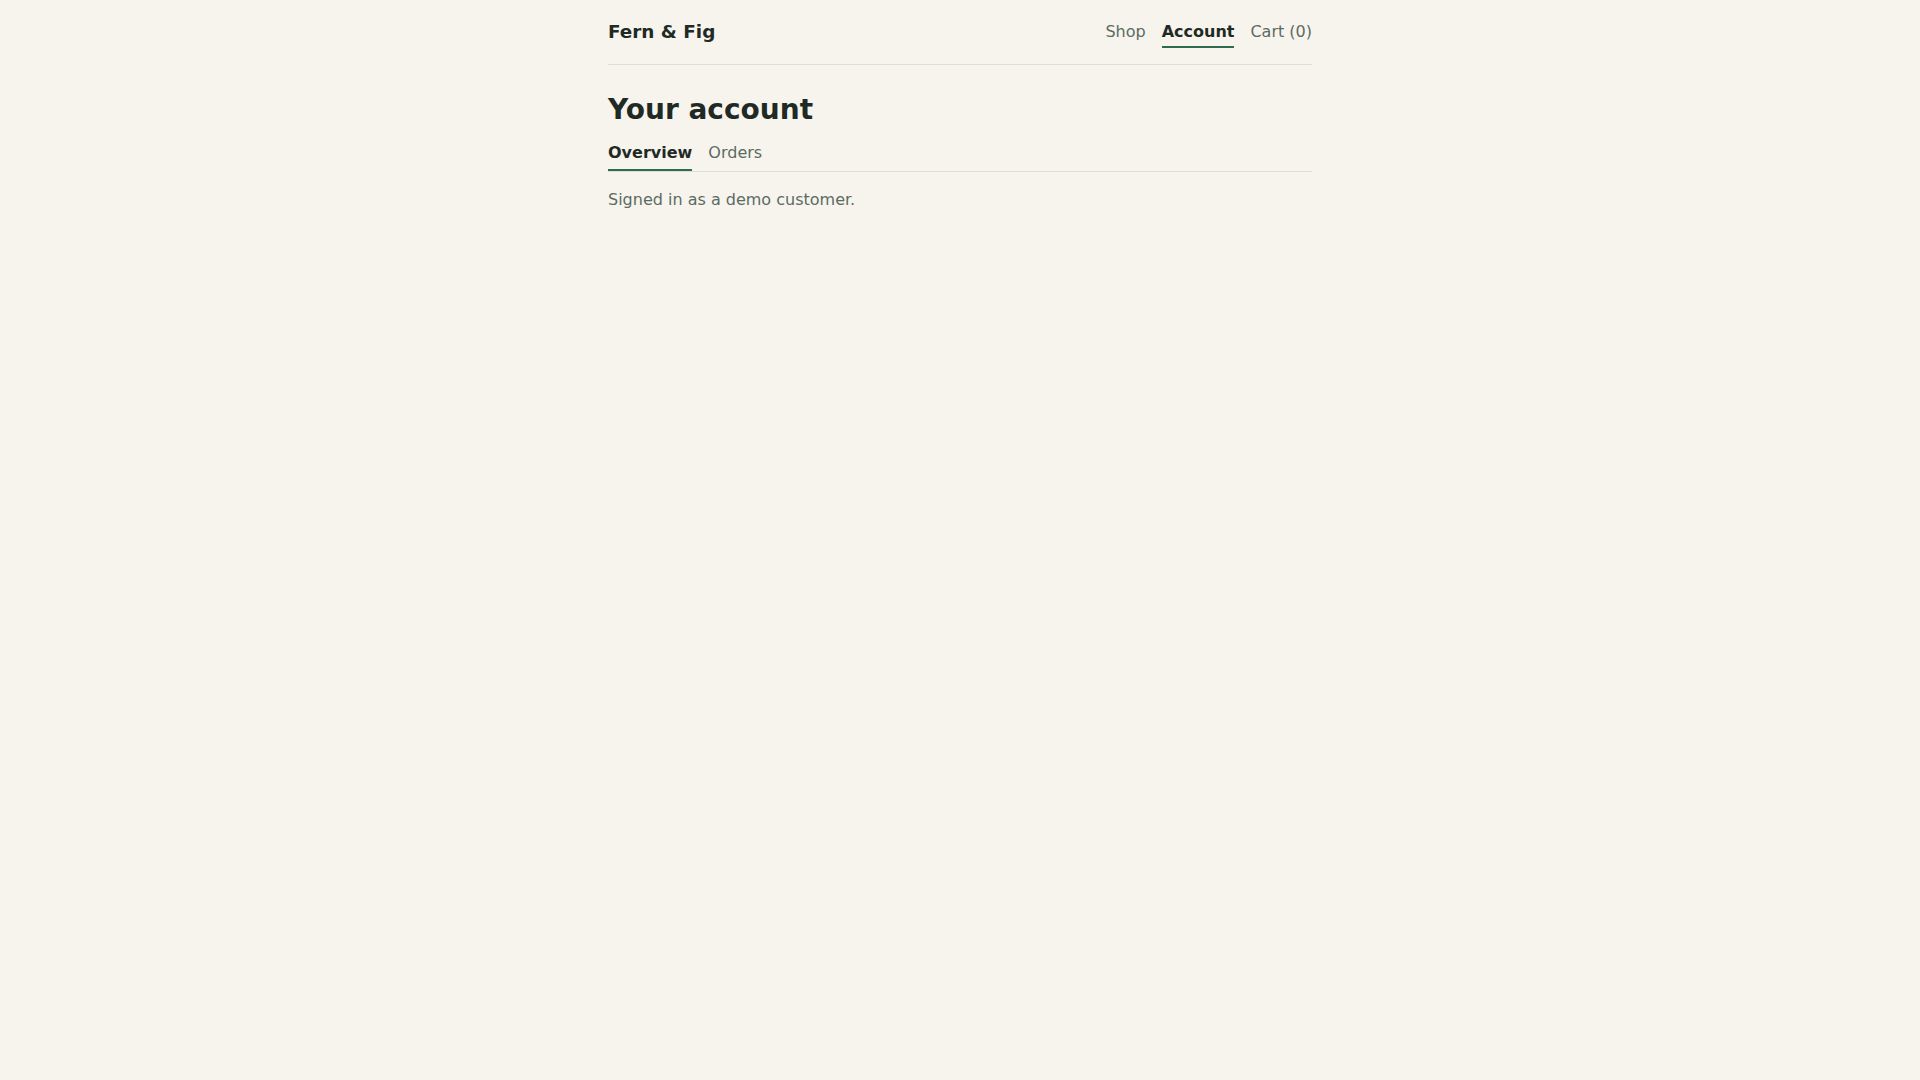 Fern & Fig
Shop Account Cart (0)
Your account
Overview Orders
Signed in as a demo customer.